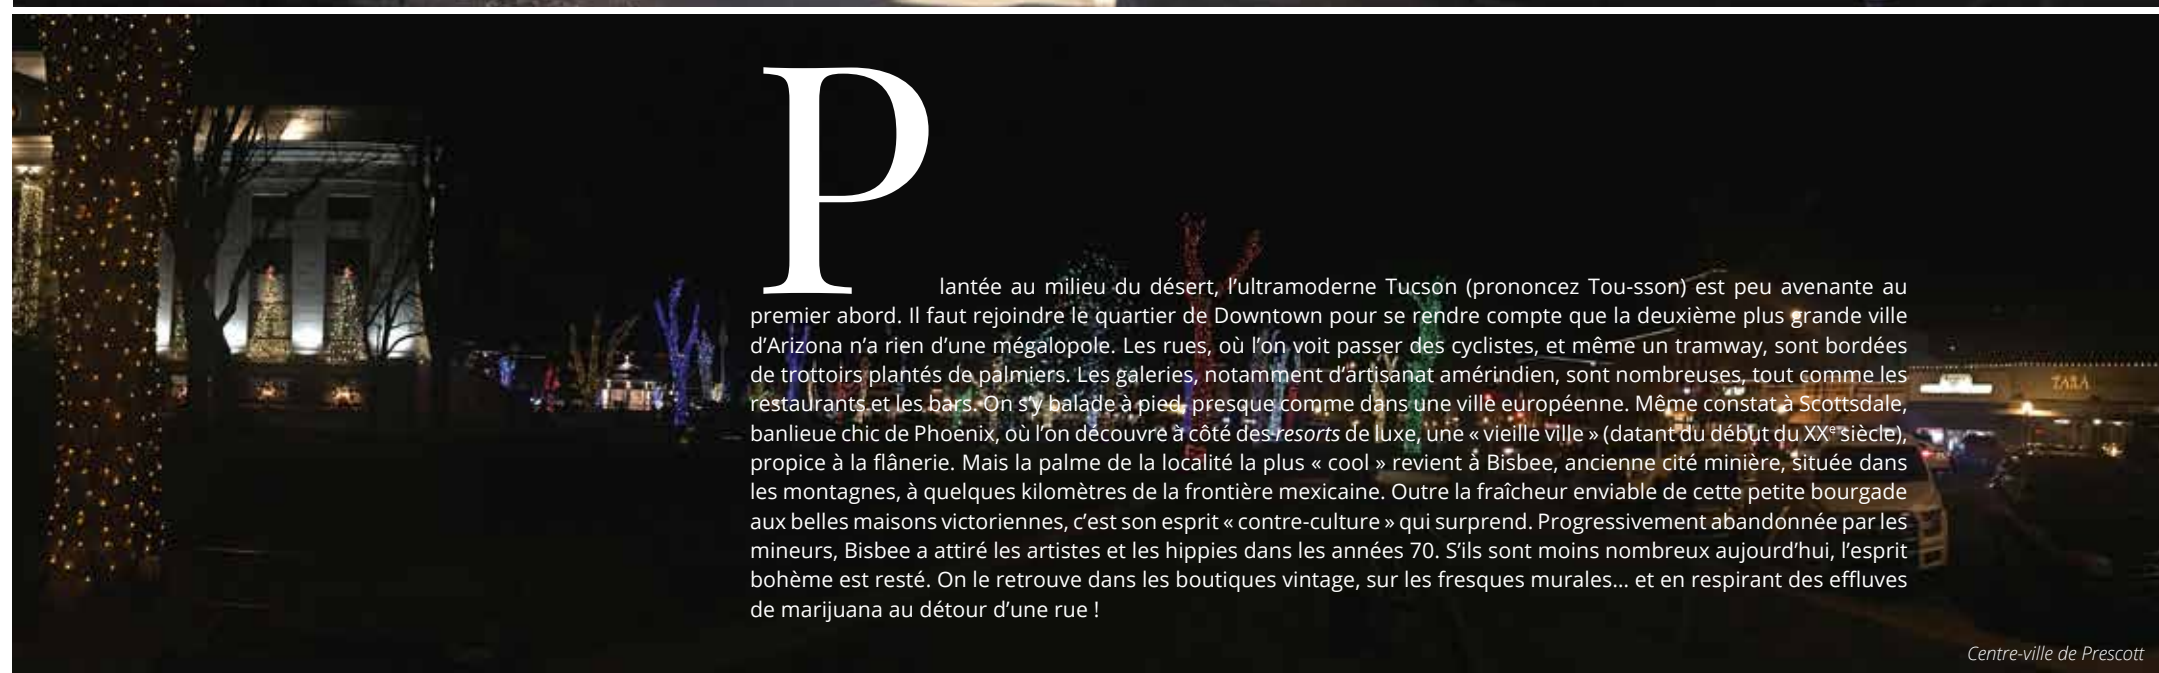 Plantée au milieu du désert, l’ultramoderne Tucson (prononcez Tou-sson) est peu avenante au
premier abord. Il faut rejoindre le quartier de Downtown pour se rendre compte que la deuxième plus grande ville
d’Arizona n’a rien d’une mégalopole. Les rues, où l’on voit passer des cyclistes, et même un tramway, sont bordées
de trottoirs plantés de palmiers. Les galeries, notamment d’artisanat amérindien, sont nombreuses, tout comme les
restaurants et les bars. On s’y balade à pied, presque comme dans une ville européenne. Même constat à Scottsdale,
banlieue chic de Phoenix, où l’on découvre à côté des resorts de luxe, une « vieille ville » (datant du début du XXe siècle),
propice à la flânerie. Mais la palme de la localité la plus « cool » revient à Bisbee, ancienne cité minière, située dans
les montagnes, à quelques kilomètres de la frontière mexicaine. Outre la fraîcheur enviable de cette petite bourgade
aux belles maisons victoriennes, c’est son esprit « contre-culture » qui surprend. Progressivement abandonnée par les
mineurs, Bisbee a attiré les artistes et les hippies dans les années 70. S’ils sont moins nombreux aujourd’hui, l’esprit
bohème est resté. On le retrouve dans les boutiques vintage, sur les fresques murales... et en respirant des effluves
de marijuana au détour d’une rue !
Centre-ville de Prescott